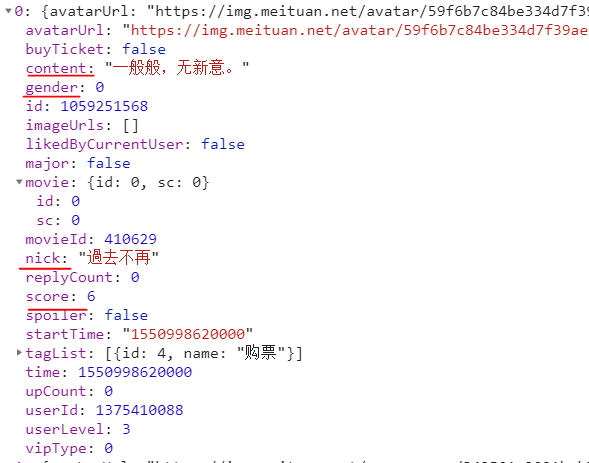 0: {avatarUrl: "https://img.meituan.net/avatar/59f6b7c84be334d7f39
avatarUrl: "https://img.meituan.net/avatar/59f6b7c84be334d7f39ae
buyTicket: false
content: "一般般，无新意。"
gender: 0
id: 1059251568
imageUrls: []
likedByCurrentUser: false
major: false
movie: {id: 0, sc: 0}
id: 0
sc: 0
movieId: 410629
nick: "過去不再"
replyCount: 0
score: 6
spoiler: false
startTime: "1550998620000"
tagList: [{id: 4, name: "购票"}]
time: 1550998620000
upCount: 0
userId: 1375410088
userLevel: 3
vipType: 0